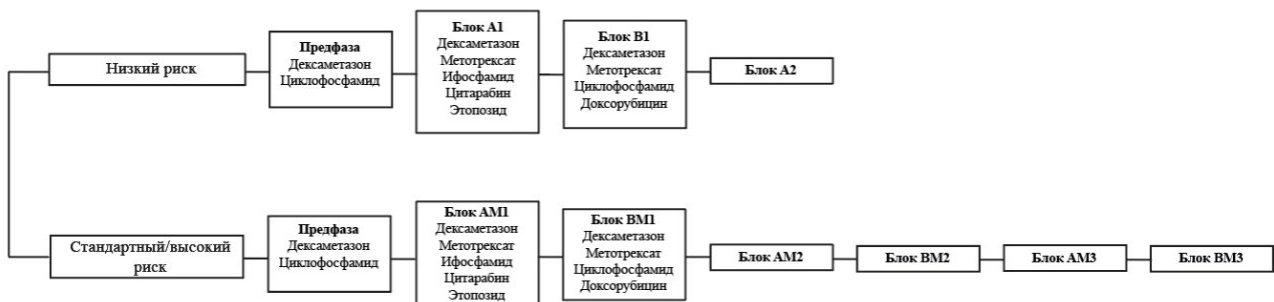 Низкий риск
Предфаза
Дексаметазон
Циклофосфамид
Блок А1
Дексаметазон
Метотрексат
Ифосфамид
Цитарабин
Этопозид
Блок В1
Дексаметазон
Метотрексат
Циклофосфамид
Доксорубицин
Блок А2
Стандартный/высокий
риск
Предфаза
Дексаметазон
Циклофосфамид
Блок АМ1
Дексаметазон
Метотрексат
Ифосфамид
Цитарабин
Этопозид
Блок ВМ1
Дексаметазон
Метотрексат
Циклофосфамид
Доксорубицин
Блок АМ2
Блок ВМ2
Блок АМ3
Блок ВМ3